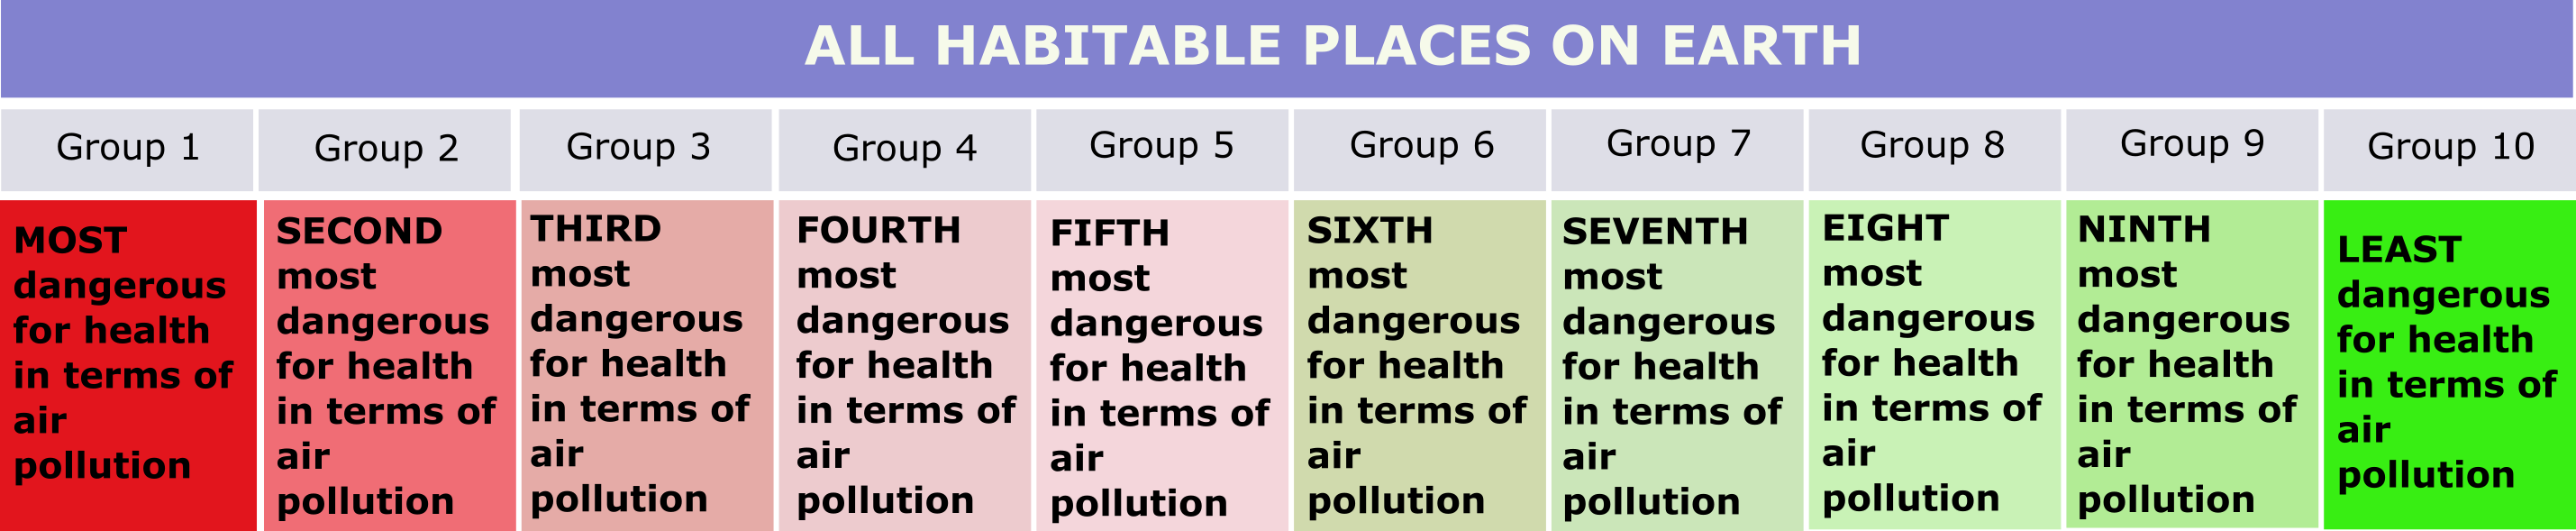 ALL HABITABLE PLACES ON EARTH
Group 1
Group 2
Group 3
Group 4
Group 5
Group 6
Group 7
Group 8
Group 9
Group 10
MOST
dangerous
for health
in terms of
air
pollution
SECOND
most
dangerous
for health
in terms of
air
pollution
THIRD
most
dangerous
for health
in terms of
air
pollution
FOURTH
most
dangerous
for health
in terms of
air
pollution
FIFTH
most
dangerous
for health
in terms of
air
pollution
SIXTH
most
dangerous
for health
in terms of
air
pollution
SEVENTH
most
dangerous
for health
in terms of
air
pollution
EIGHT
most
dangerous
for health
in terms of
air
pollution
NINTH
most
dangerous
for health
in terms of
air
pollution
LEAST
dangerous
for health
in terms of
air
pollution